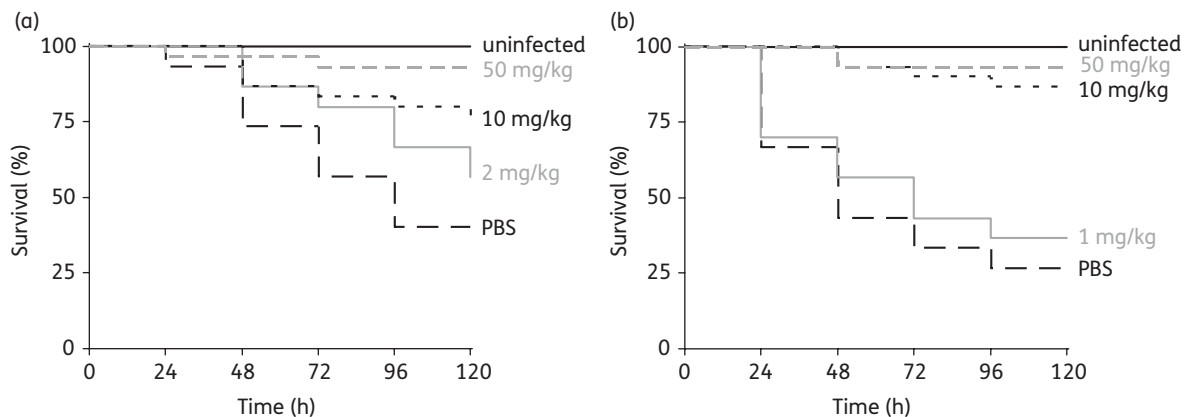 (a)
100
75
50
25
0
Survival (%)
0 24 48 72 96 120
Time (h)
uninfected
50 mg/kg
10 mg/kg
2 mg/kg
PBS
(b)
100
75
50
25
0
Survival (%)
0 24 48 72 96 120
Time (h)
uninfected
50 mg/kg
10 mg/kg
1 mg/kg
PBS